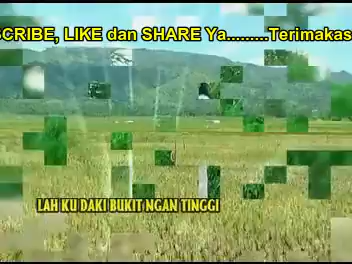 SCRIBE, LIKE dan SHARE Ya.........Terimakas
LAH KU DAKI BUKIT NGAN TINGGI